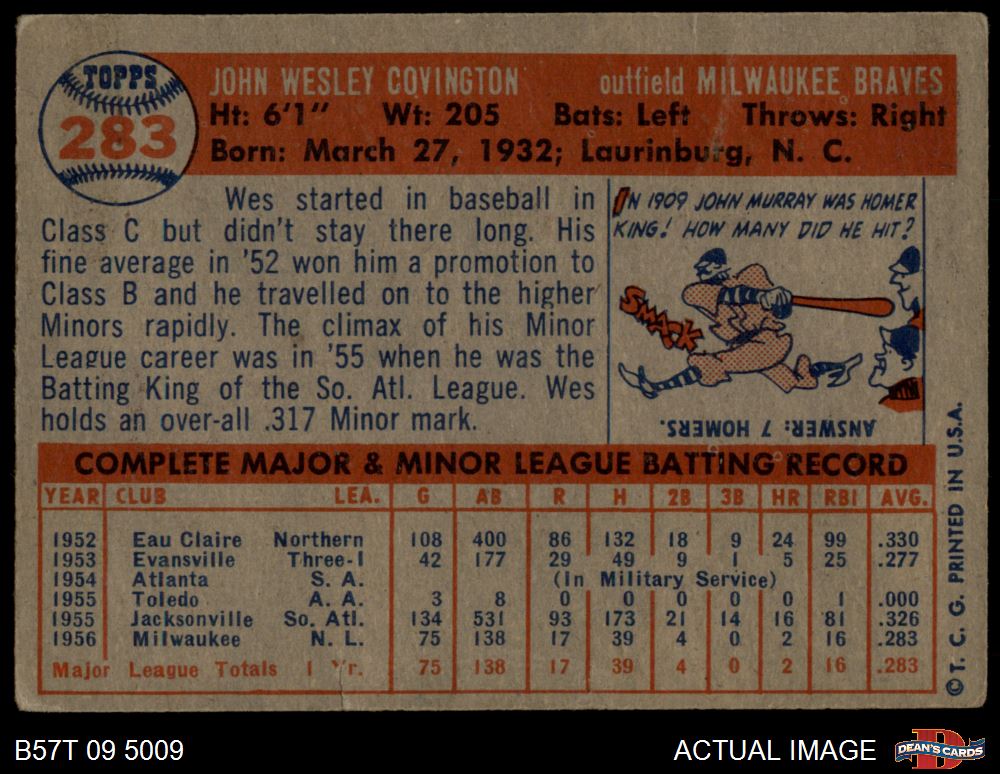 TOPPS
283
JOHN WESLEY COVINGTON outfield MILWAUKEE BRAVES
Ht: 6'1" Wt: 205 Bats: Left Throws: Right
Born: March 27, 1932; Laurinburg, N. C.
Wes started in baseball in
Class C but didn't stay there long. His
fine average in '52 won him a promotion to
Class B and he travelled on to the higher
Minors rapidly. The climax of his Minor
League career was in '55 when he was the
Batting King of the So. Atl. League. Wes
holds an over-all .317 Minor mark.
IN 1909 JOHN MURRAY WAS HOMER
KING! HOW MANY DID HE HIT?
SMACK
ANSWER: 7 HOMERS.
COMPLETE MAJOR & MINOR LEAGUE BATTING RECORD
YEAR CLUB LEA. G AB R H 2B 3B HR RBI AVG.
1952 Eau Claire Northern 108 400 86 132 18 9 24 99 .330
1953 Evansville Three-I 42 177 29 49 9 1 5 25 .277
1954 Atlanta S. A. (In Military Service)
1955 Toledo A. A. 3 8 0 0 0 0 0 1 .000
1955 Jacksonville So. Atl. 134 531 93 173 21 14 16 81 .326
1956 Milwaukee N. L. 75 138 17 39 4 0 2 16 .283
Major League Totals 1 Yr. 75 138 17 39 4 0 2 16 .283
©T. C. G. PRINTED IN U.S.A.
B57T 09 5009
ACTUAL IMAGE
DEAN'S CARDS